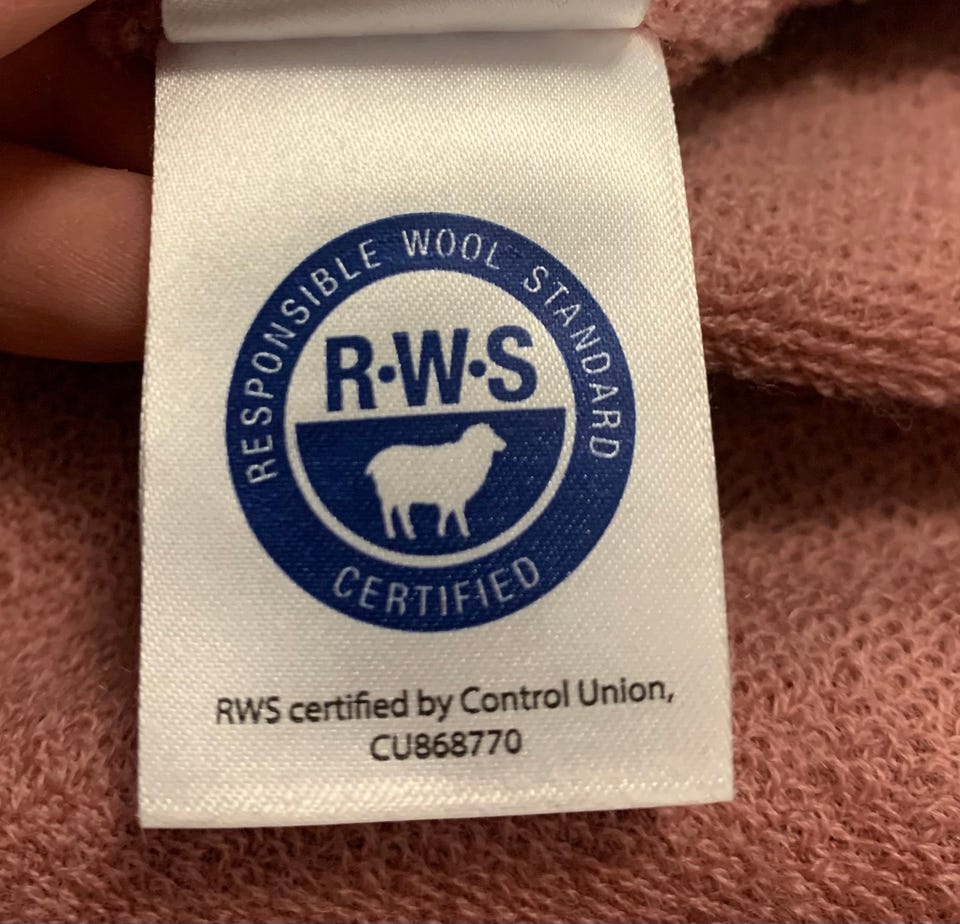 RESPONSIBLE WOOL STANDARD
R·W·S
CERTIFIED
RWS certified by Control Union,
CU868770